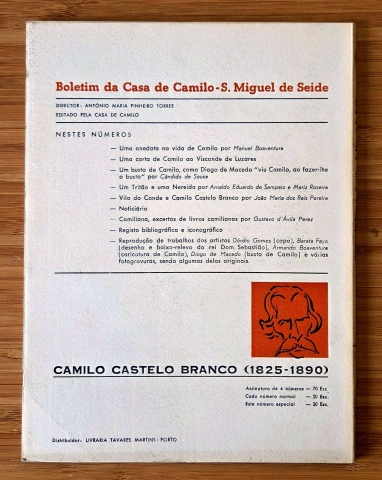 Boletim da Casa de Camilo-S. Miguel de Seide
DIRECTOR: ANTÓNIO MARIA PINHEIRO TORRES
EDITADO PELA CASA DE CAMILO
NESTES NÚMEROS
— Uma anedota na vida de Camilo por Manuel Boaventura
— Uma carta de Camilo ao Visconde de Luzares
— Um busto de Camilo, como Diogo de Macedo "viu Camilo, ao fazer-lhe
o busto" por Cândido de Sousa
— Um Tritão e uma Nereida por Arnaldo Eduardo de Sampaio e Maria Roseira
— Vila do Conde e Camilo Castelo Branco por João Maria dos Reis Pereira
— Noticiário
— Camiliana, excertos de livros camilianos por Gustavo d'Ávila Perez
— Registo bibliográfico e iconográfico
— Reprodução de trabalhos dos artistas Dórdio Gomes (capa), Barata Feyo
(desenho e baixo-relevo do rei Dom Sebastião), Armando Boaventura
(caricatura de Camilo), Diogo de Macedo (busto de Camilo) e várias
fotogravuras, sendo algumas delas originais.
CAMILO CASTELO BRANCO (1825-1890)
Assinatura de 4 números — 70 Esc.
Cada número normal — 20 Esc.
Este número especial — 30 Esc.
Distribuidor: LIVRARIA TAVARES MARTINS - PORTO